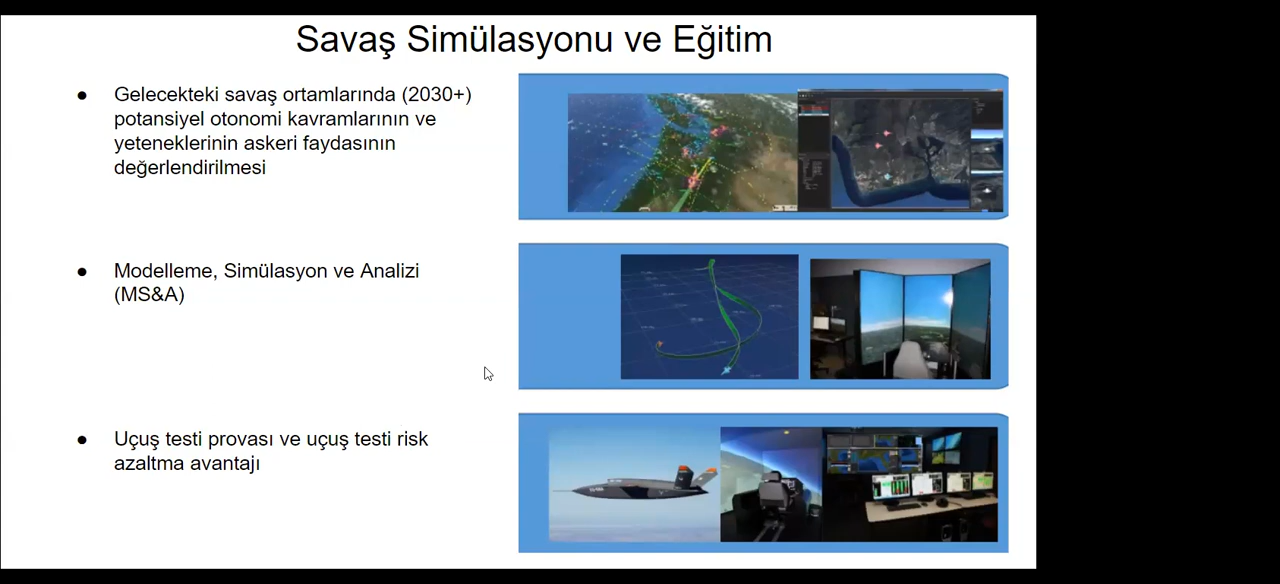 Savaş Simülasyonu ve Eğitim
● Gelecekteki savaş ortamlarında (2030+)
potansiyel otonomi kavramlarının ve
yeteneklerinin askeri faydasının
değerlendirilmesi
● Modelleme, Simülasyon ve Analizi
(MS&A)
● Uçuş testi provası ve uçuş testi risk
azaltma avantajı